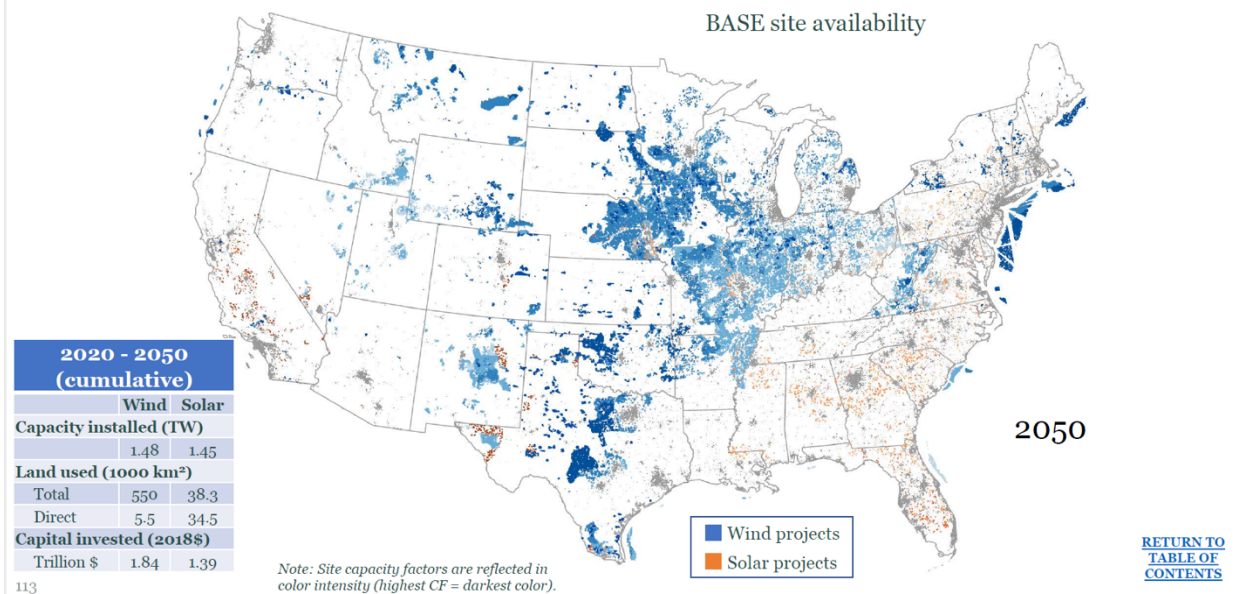 BASE site availability
2020 - 2050
(cumulative)
Wind Solar
Capacity installed (TW)
1.48 1.45
Land used (1000 km²)
Total 550 38.3
Direct 5.5 34.5
Capital invested (2018$)
Trillion $ 1.84 1.39
2050
Wind projects
Solar projects
Note: Site capacity factors are reflected in
color intensity (highest CF = darkest color).
RETURN TO
TABLE OF
CONTENTS
113